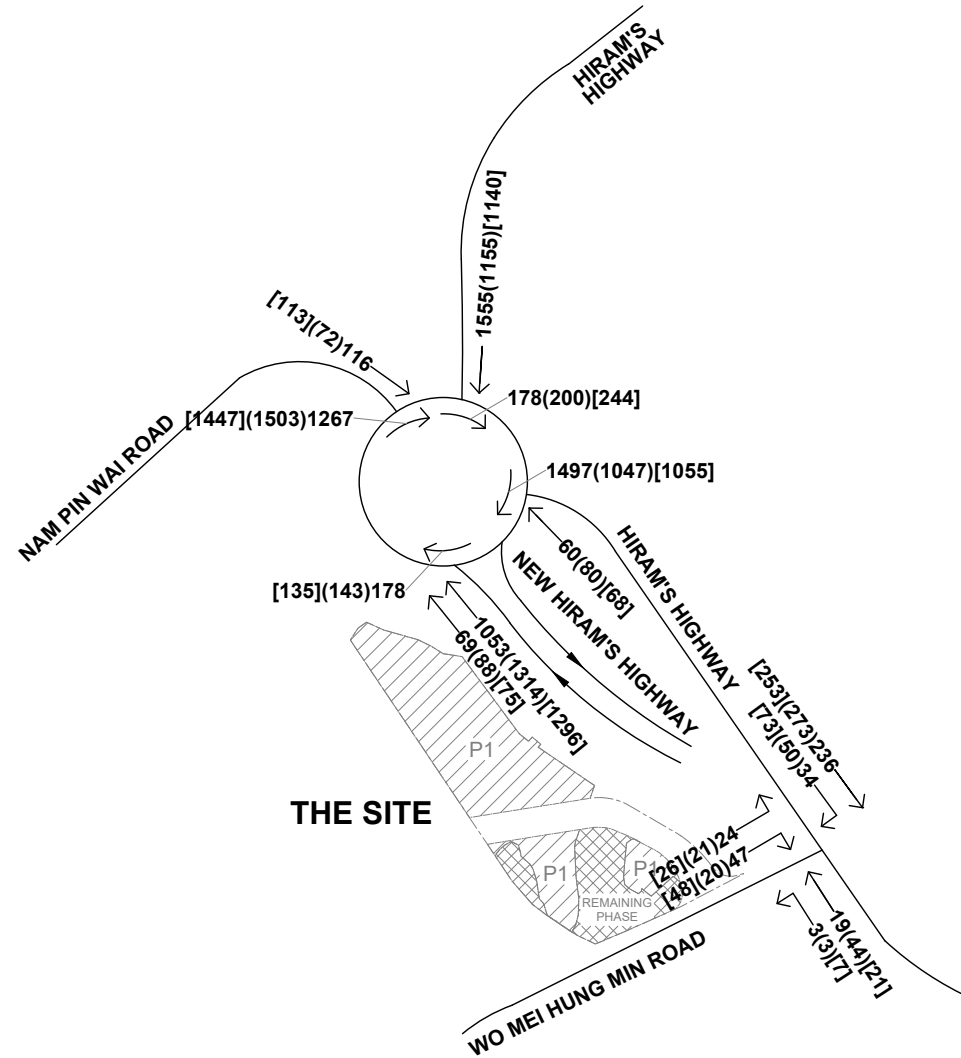 HIRAM'S
HIGHWAY
1555(1155)[1140]
[113](72)116
178(200)[244]
[1447](1503)1267
NAM PIN WAI ROAD
1497(1047)[1055]
HIRAM'S HIGHWAY
60(80)[68]
NEW HIRAM'S HIGHWAY
[135](143)178
1053(1314)[1296]
69(88)[75]
[253](273)236
[73](50)34
P1
THE SITE
P1
P1
[26](21)24
[48](20)47
REMAINING
PHASE
19(44)[21]
3(3)[7]
WO MEI HUNG MIN ROAD